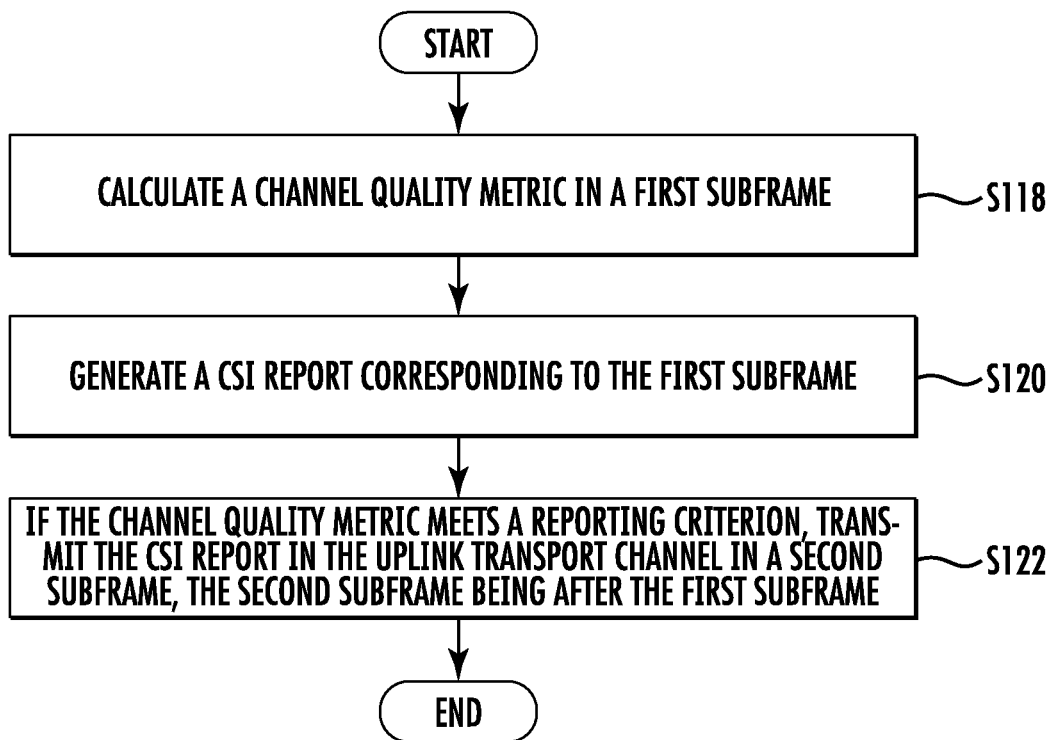 START
CALCULATE A CHANNEL QUALITY METRIC IN A FIRST SUBFRAME
S118
GENERATE A CSI REPORT CORRESPONDING TO THE FIRST SUBFRAME
S120
IF THE CHANNEL QUALITY METRIC MEETS A REPORTING CRITERION, TRANS-
MIT THE CSI REPORT IN THE UPLINK TRANSPORT CHANNEL IN A SECOND
SUBFRAME, THE SECOND SUBFRAME BEING AFTER THE FIRST SUBFRAME
S122
END